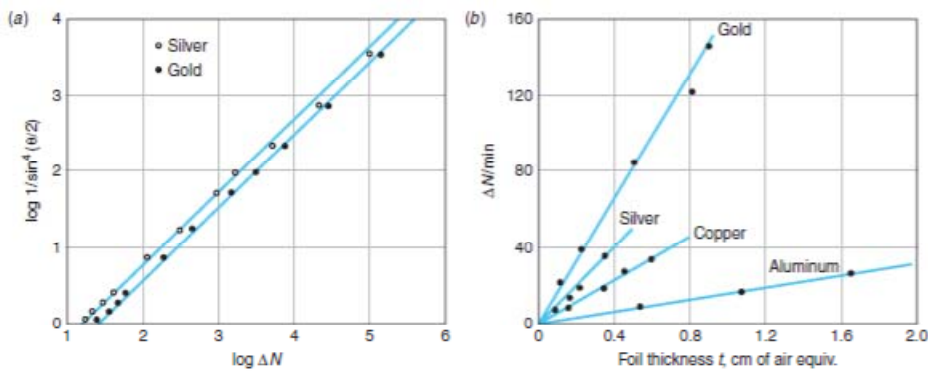 (a)
4
3
2
1
0
log 1/sin⁴ (θ/2)
Silver
Gold
1 2 3 4 5 6
log ΔN
(b)
160
120
80
40
0
ΔN/min
Gold
Silver
Copper
Aluminum
0 0.4 0.8 1.2 1.6 2.0
Foil thickness t, cm of air equiv.